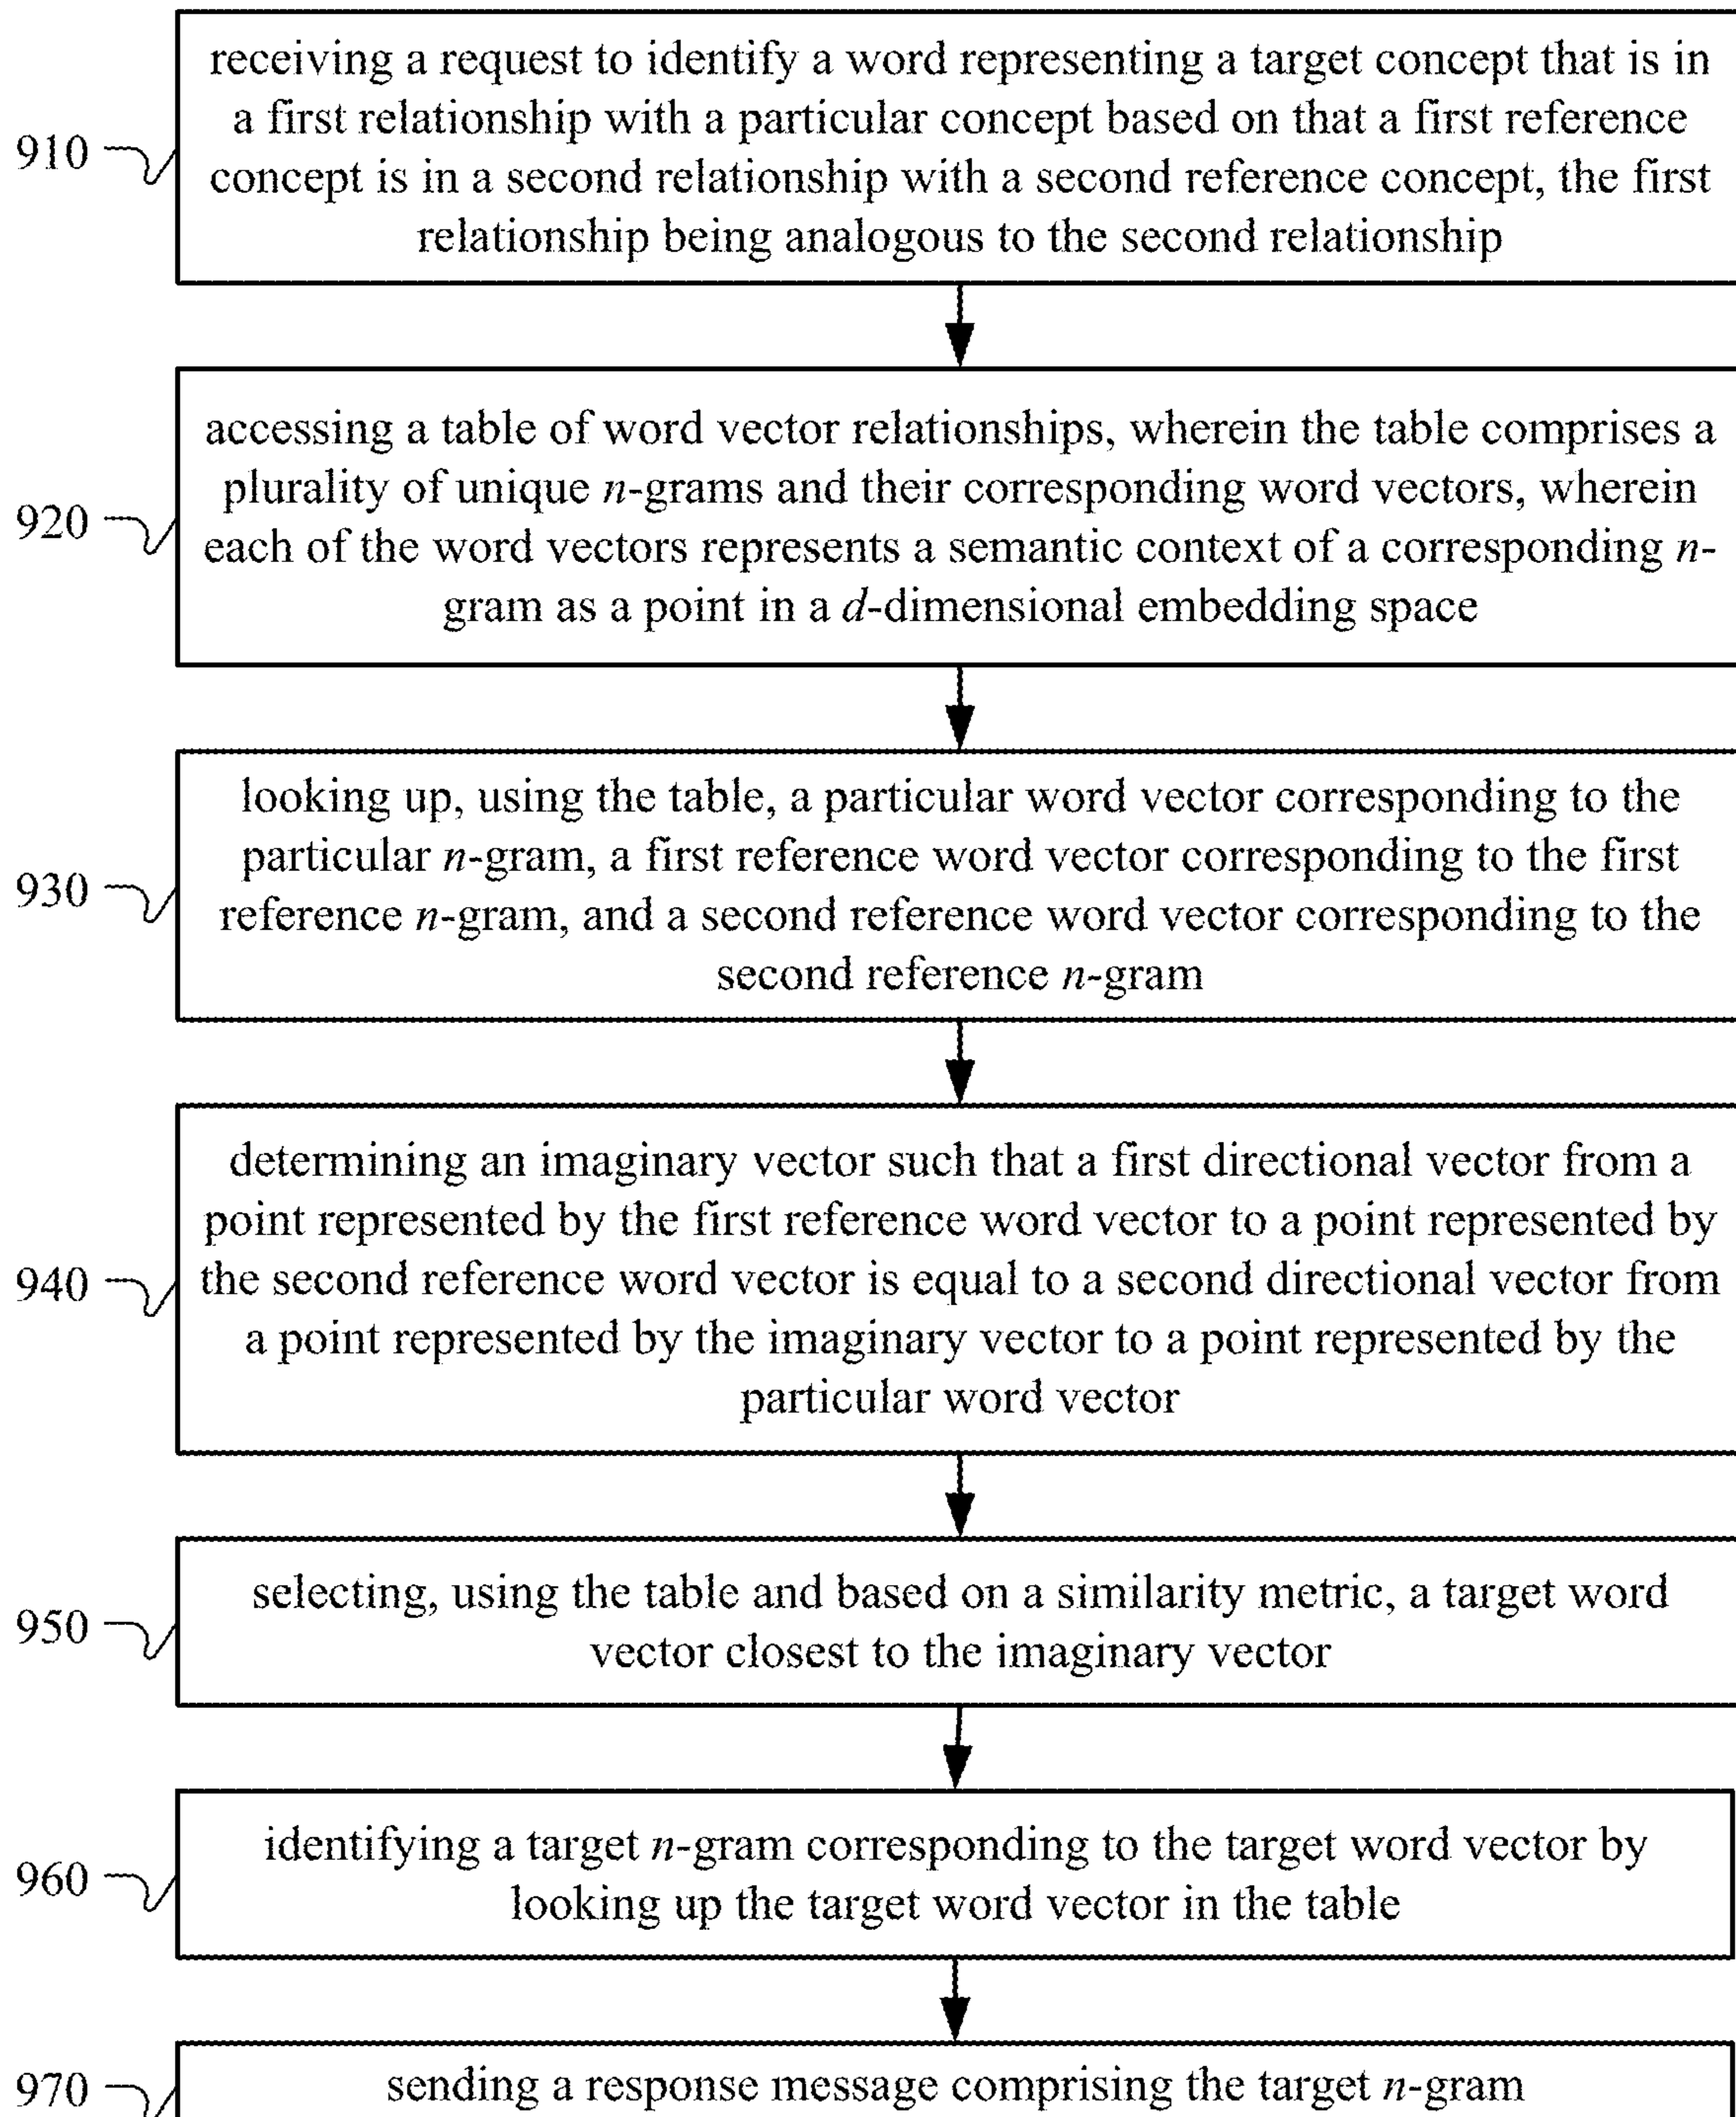 receiving a request to identify a word representing a target concept that is in
a first relationship with a particular concept based on that a first reference
910
concept is in a second relationship with a second reference concept, the first
relationship being analogous to the second relationship
accessing a table of word vector relationships, wherein the table comprises a
plurality of unique n-grams and their corresponding word vectors, wherein
920
each of the word vectors represents a semantic context of a corresponding n-
gram as a point in a d-dimensional embedding space
looking up, using the table, a particular word vector corresponding to the
particular n-gram, a first reference word vector corresponding to the first
930
reference n-gram, and a second reference word vector corresponding to the
second reference n-gram
determining an imaginary vector such that a first directional vector from a
point represented by the first reference word vector to a point represented by
940
the second reference word vector is equal to a second directional vector from
a point represented by the imaginary vector to a point represented by the
particular word vector
selecting, using the table and based on a similarity metric, a target word
950
vector closest to the imaginary vector
identifying a target n-gram corresponding to the target word vector by
960
looking up the target word vector in the table
970
sending a response message comprising the target n-gram